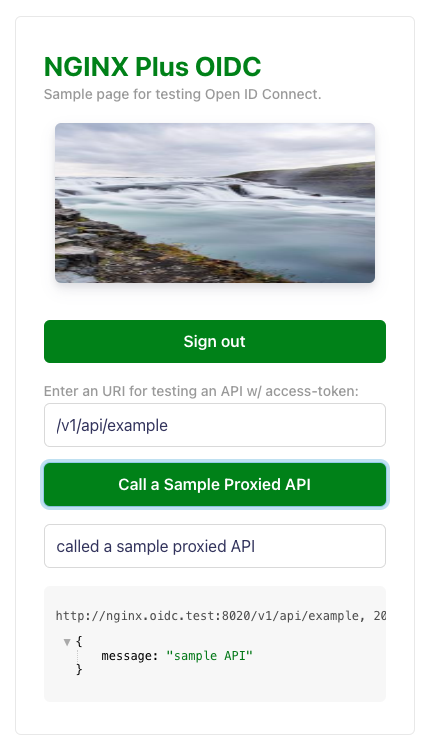 NGINX Plus OIDC
Sample page for testing Open ID Connect.
Sign out
Enter an URI for testing an API w/ access-token:
/v1/api/example
Call a Sample Proxied API
called a sample proxied API
http://nginx.oidc.test:8020/v1/api/example, 20
{
message: "sample API"
}